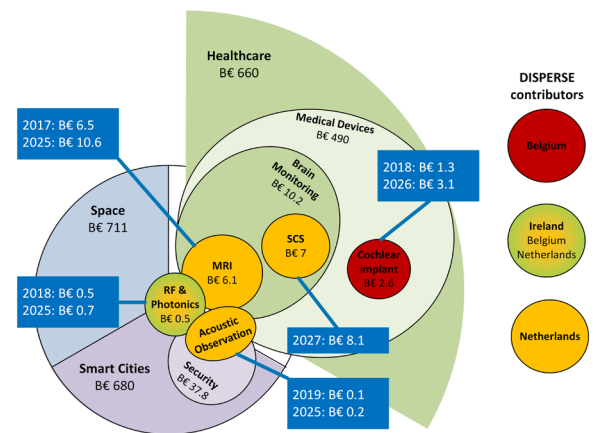 Healthcare
B€ 660
DISPERSE
contributors
Belgium
Ireland
Belgium
Netherlands
Netherlands
2017: B€ 6.5
2025: B€ 10.6
Medical Devices
B€ 490
Brain
Monitoring
B€ 10.2
2018: B€ 1.3
2026: B€ 3.1
Space
B€ 711
SCS
B€ 7
Cochlear
implant
B€ 2.6
MRI
B€ 6.1
2018: B€ 0.5
2025: B€ 0.7
RF &
Photonics
B€ 0.5
Acoustic
Observation
2027: B€ 8.1
Smart Cities
B€ 680
Security
B€ 37.8
2019: B€ 0.1
2025: B€ 0.2